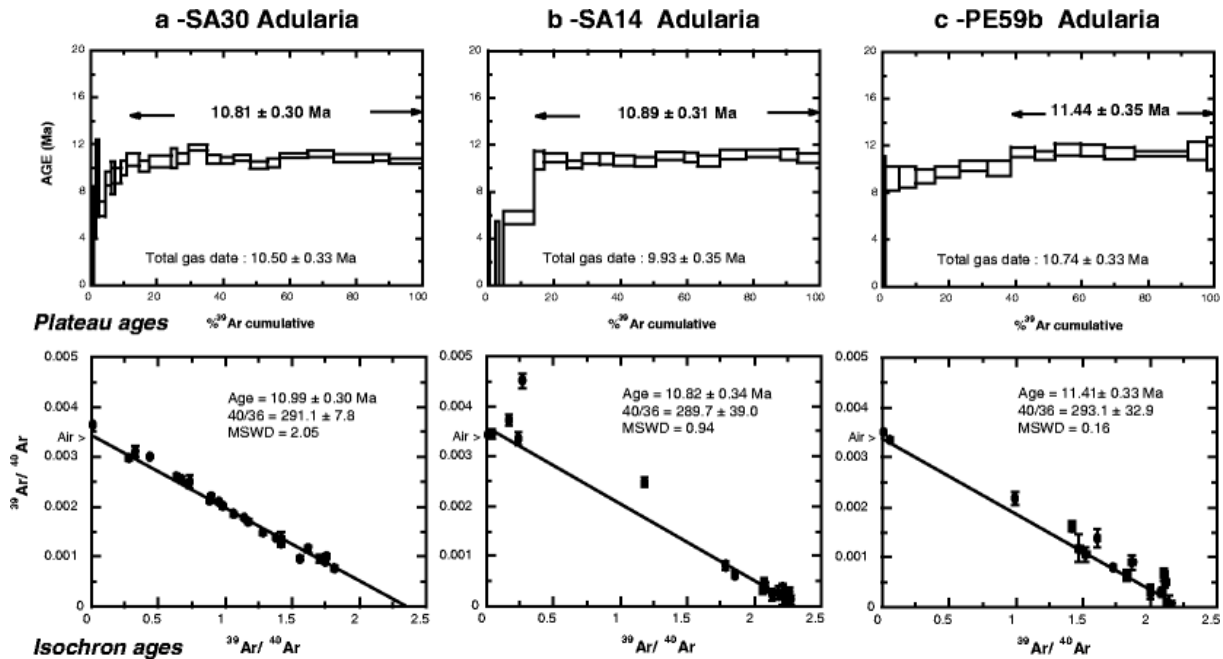 a -SA30 Adularia
b -SA14 Adularia
c -PE59b Adularia
AGE (Ma)
20
16
12
8
4
0
10.81 ± 0.30 Ma
Total gas date : 10.50 ± 0.33 Ma
0 20 40 60 80 100
20
16
12
8
4
0
10.89 ± 0.31 Ma
Total gas date : 9.93 ± 0.35 Ma
0 20 40 60 80 100
20
16
12
8
4
0
11.44 ± 0.35 Ma
Total gas date : 10.74 ± 0.33 Ma
0 20 40 60 80 100
Plateau ages
%³⁹Ar cumulative
%³⁹Ar cumulative
%³⁹Ar cumulative
³⁹Ar/ ⁴⁰Ar
0.005
0.004
Air >
0.003
0.002
0.001
0
Age = 10.99 ± 0.30 Ma
40/36 = 291.1 ± 7.8
MSWD = 2.05
0 0.5 1 1.5 2 2.5
0.005
0.004
Air >
0.003
0.002
0.001
0
Age = 10.82 ± 0.34 Ma
40/36 = 289.7 ± 39.0
MSWD = 0.94
0 0.5 1 1.5 2 2.5
0.005
0.004
Air >
0.003
0.002
0.001
0
Age = 11.41± 0.33 Ma
40/36 = 293.1 ± 32.9
MSWD = 0.16
0 0.5 1 1.5 2 2.5
Isochron ages
³⁹Ar/ ⁴⁰Ar
³⁹Ar/ ⁴⁰Ar
³⁹Ar/ ⁴⁰Ar